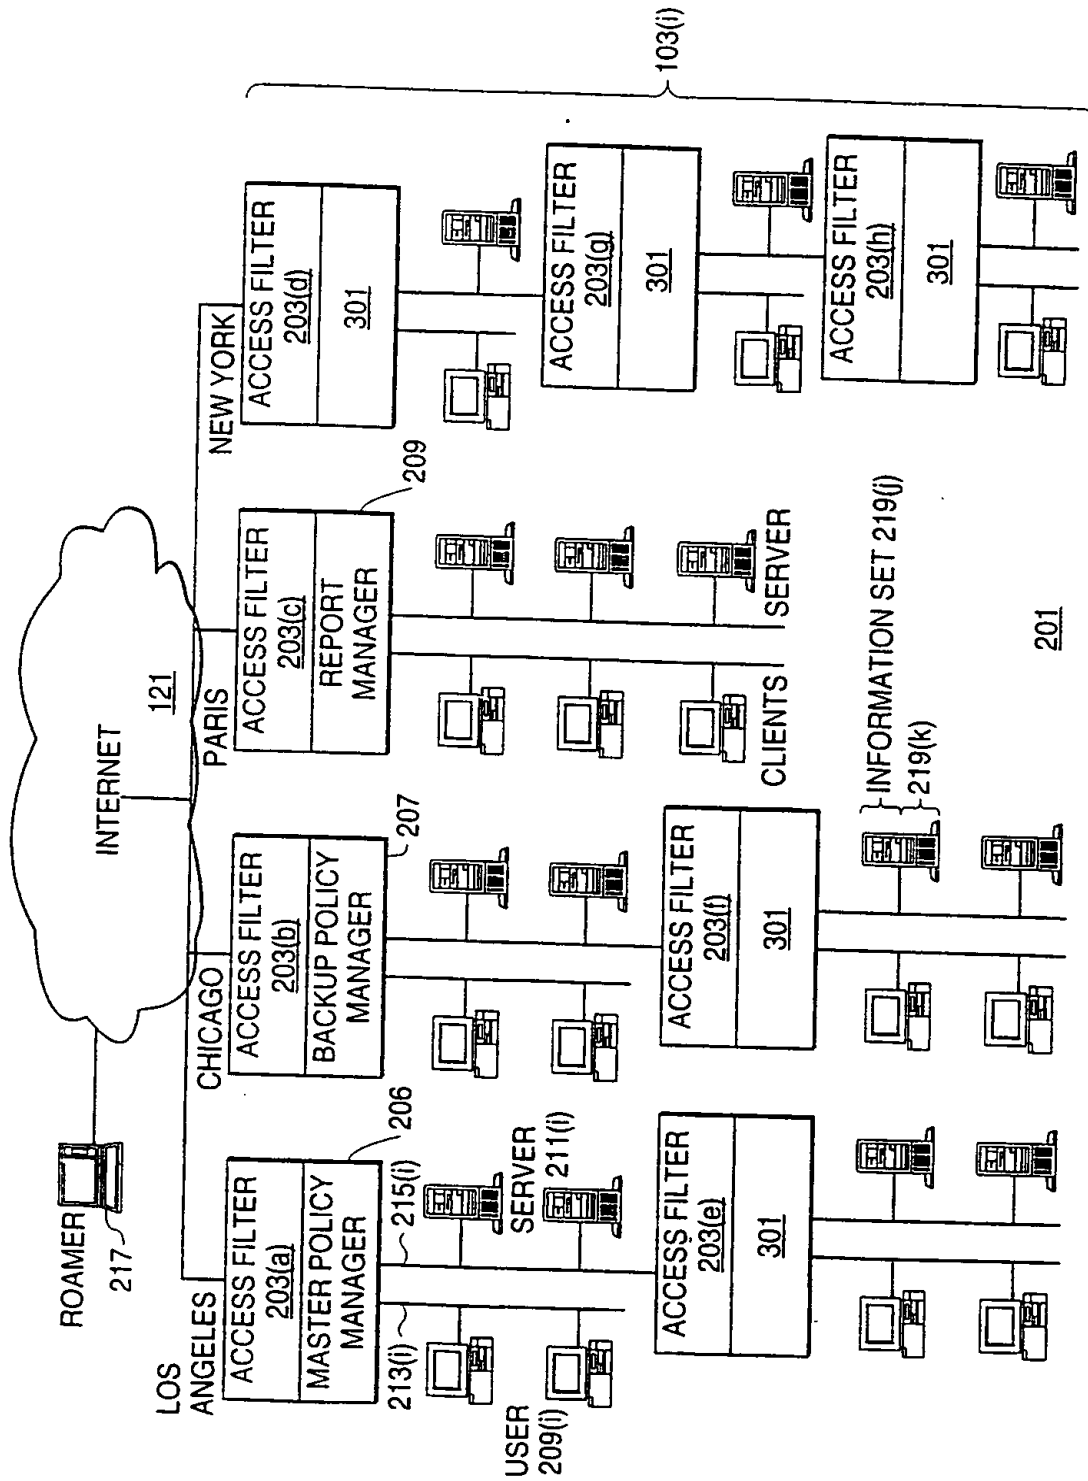 ROAMER
217
INTERNET
121
LOS
ANGELES
ACCESS FILTER
203(a)
MASTER POLICY
MANAGER
206
213(i)
215(i)
SERVER
211(i)
USER
209(i)
ACCESS FILTER
203(e)
301
CHICAGO
ACCESS FILTER
203(b)
BACKUP POLICY
MANAGER
207
ACCESS FILTER
203(f)
301
INFORMATION SET 219(j)
219(k)
PARIS
ACCESS FILTER
203(c)
REPORT
MANAGER
209
CLIENTS
SERVER
201
NEW YORK
ACCESS FILTER
203(d)
301
ACCESS FILTER
203(g)
301
ACCESS FILTER
203(h)
301
103(i)